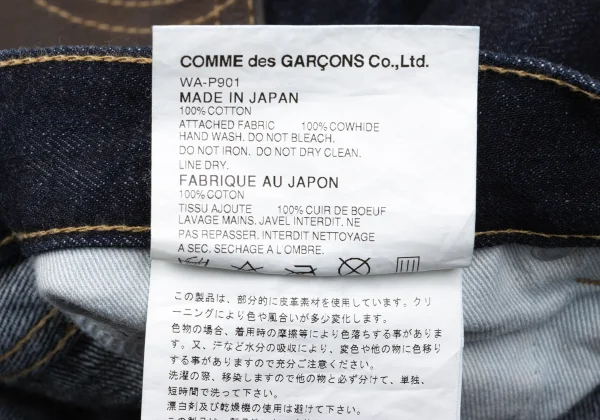 COMME des GARÇONS Co.,Ltd.
WA-P901
MADE IN JAPAN
100% COTTON
ATTACHED FABRIC 100% COWHIDE
HAND WASH. DO NOT BLEACH.
DO NOT IRON. DO NOT DRY CLEAN.
LINE DRY.
FABRIQUE AU JAPON
100% COTON
TISSU AJOUTE 100% CUIR DE BOEUF
LAVAGE MAINS. JAVEL INTERDIT. NE
PAS REPASSER. INTERDIT NETTOYAGE
A SEC. SECHAGE A L'OMBRE.
この製品は、部分的に皮革素材を使用しています。クリ
ーニングにより色や風合いが多少変化します。
色物の場合、着用時の摩擦等により色落ちする事がありま
す。又、汗など水分の吸収により、変色や他の物に色移り
する事がありますので充分ご注意ください。
洗濯の際、移染しますので他の物と必ず分けて、単独、
短時間で洗って下さい。
漂白剤及び乾燥機の使用は避けて下さい。